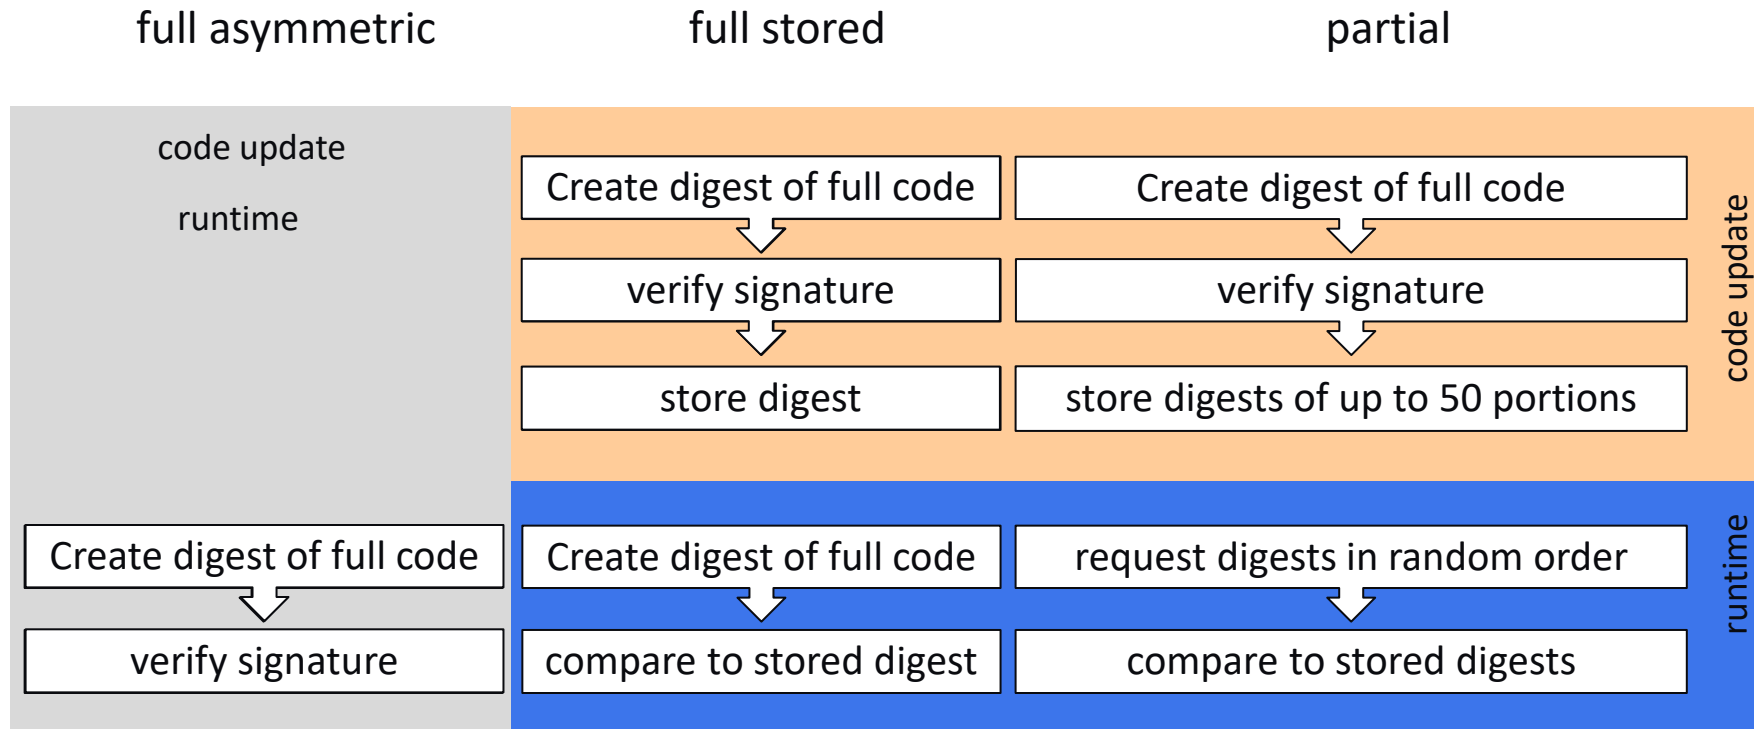 full asymmetric
full stored
partial
code update
runtime
Create digest of full code
verify signature
Create digest of full code
verify signature
store digest
Create digest of full code
compare to stored digest
Create digest of full code
verify signature
store digests of up to 50 portions
request digests in random order
compare to stored digests
code update
runtime